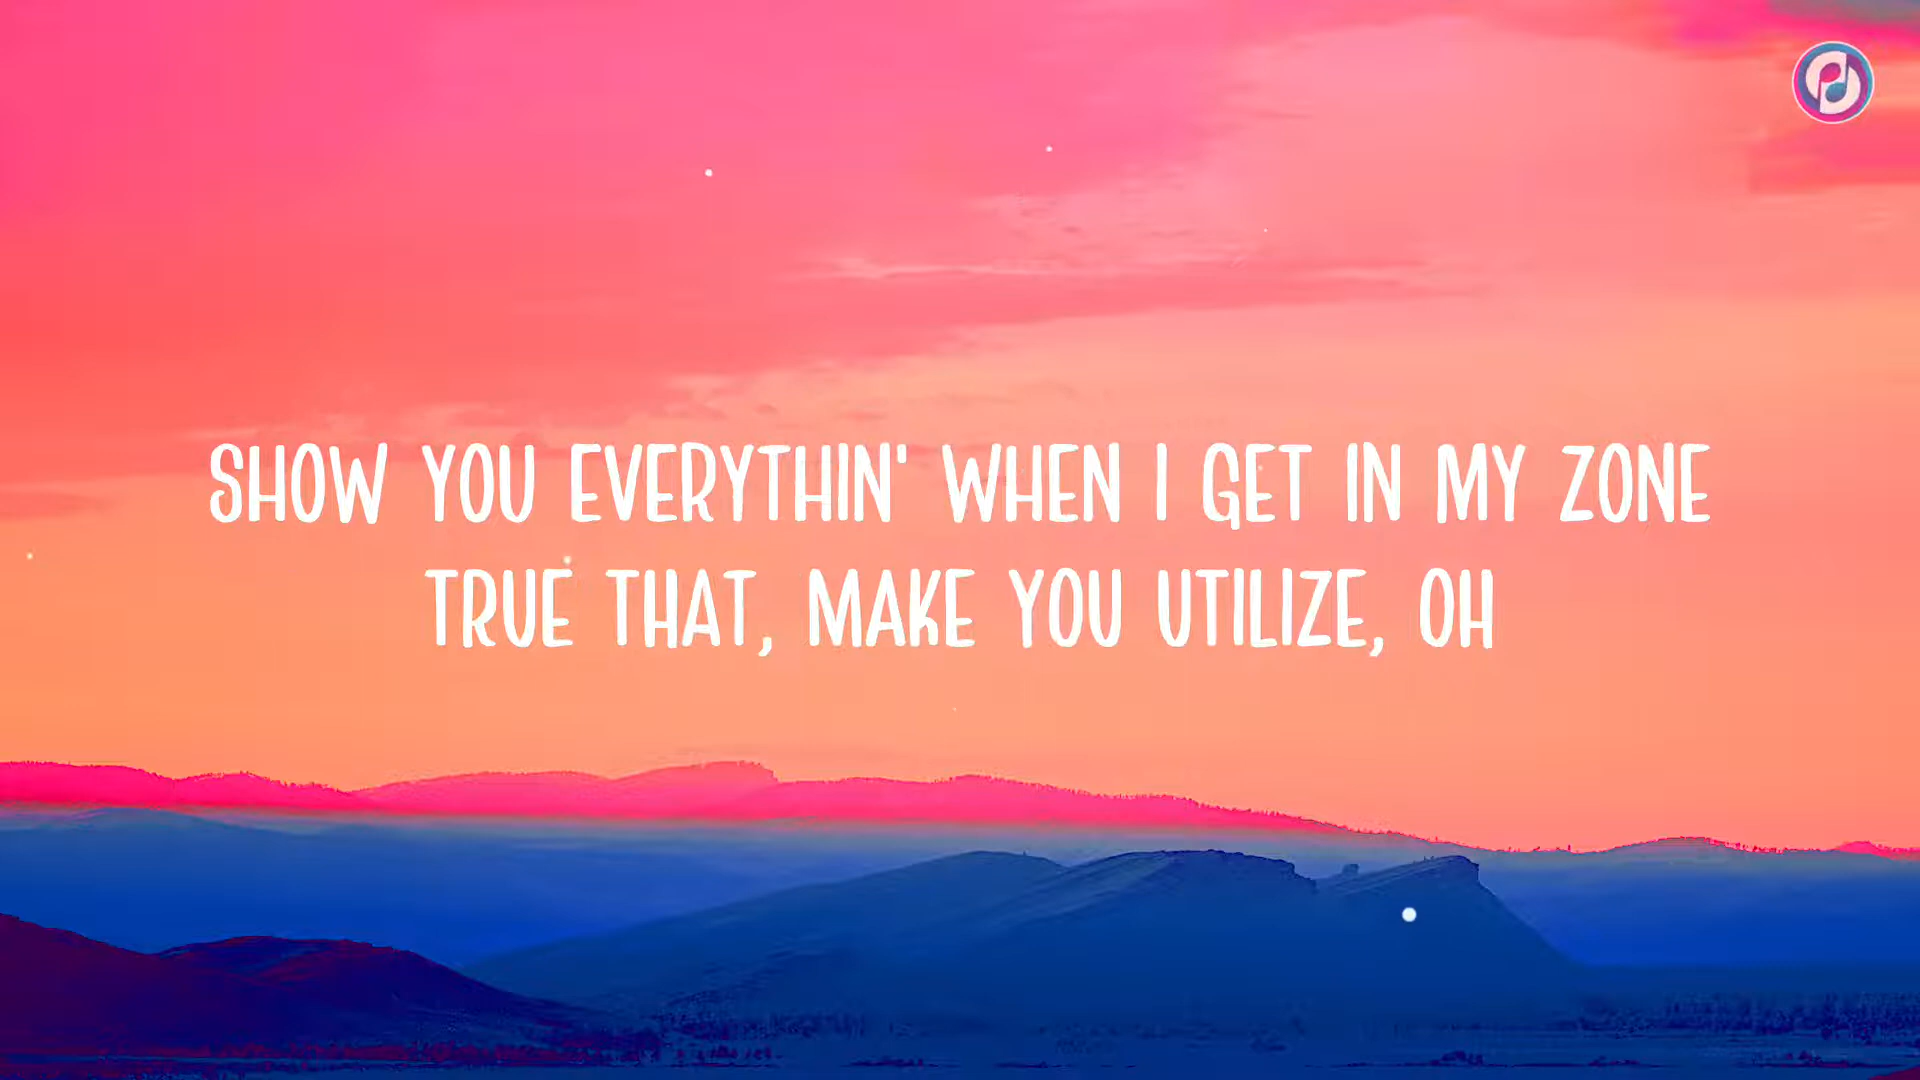 SHOW YOU EVERYTHIN' WHEN I GET IN MY ZONE
TRUE THAT, MAKE YOU UTILIZE, OH